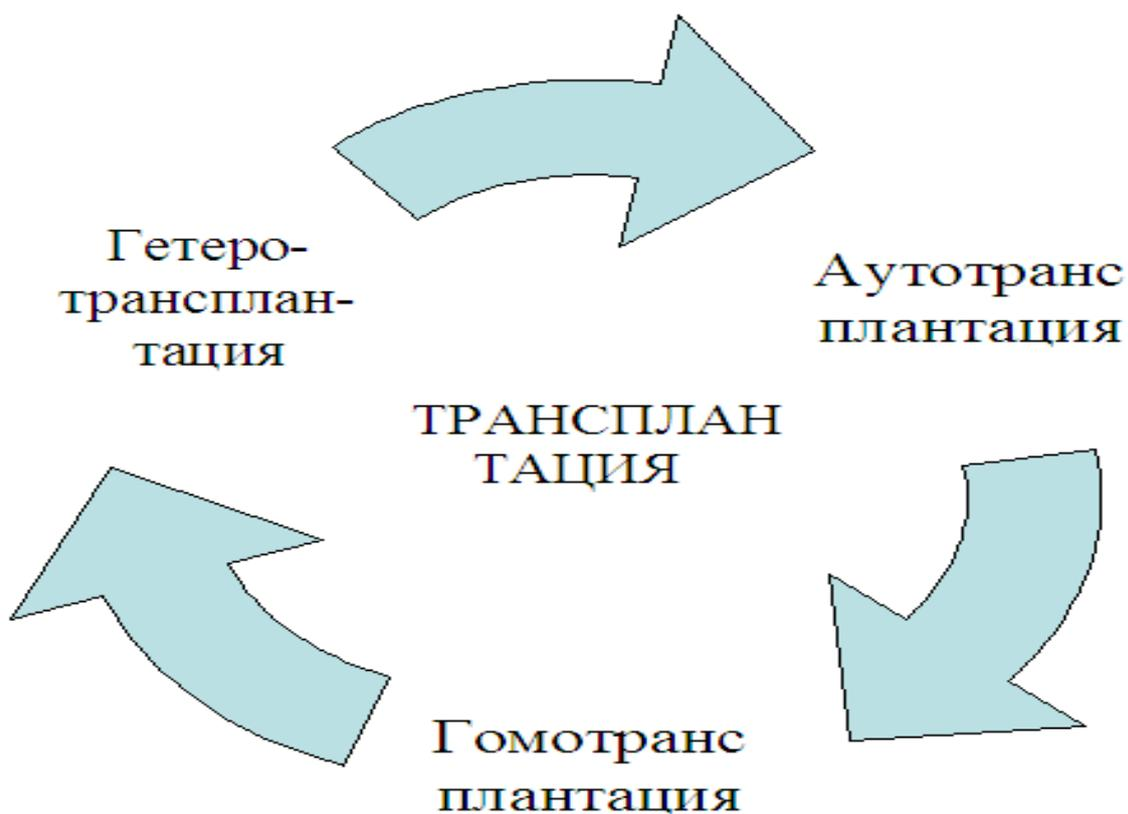 Гетеро-
трансплан-
тация
Аутотранс
плантация
ТРАНСПЛАН
ТАЦИЯ
Гомотранс
плантация